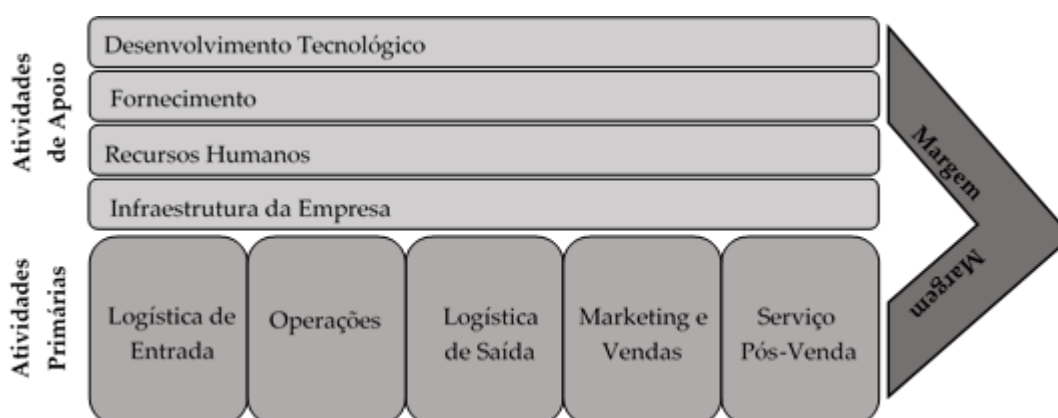 Atividades
de Apoio
Desenvolvimento Tecnológico
Fornecimento
Recursos Humanos
Infraestrutura da Empresa
Atividades
Primárias
Logística de
Entrada
Operações
Logística
de Saída
Marketing e
Vendas
Serviço
Pós-Venda
Margem
Margem